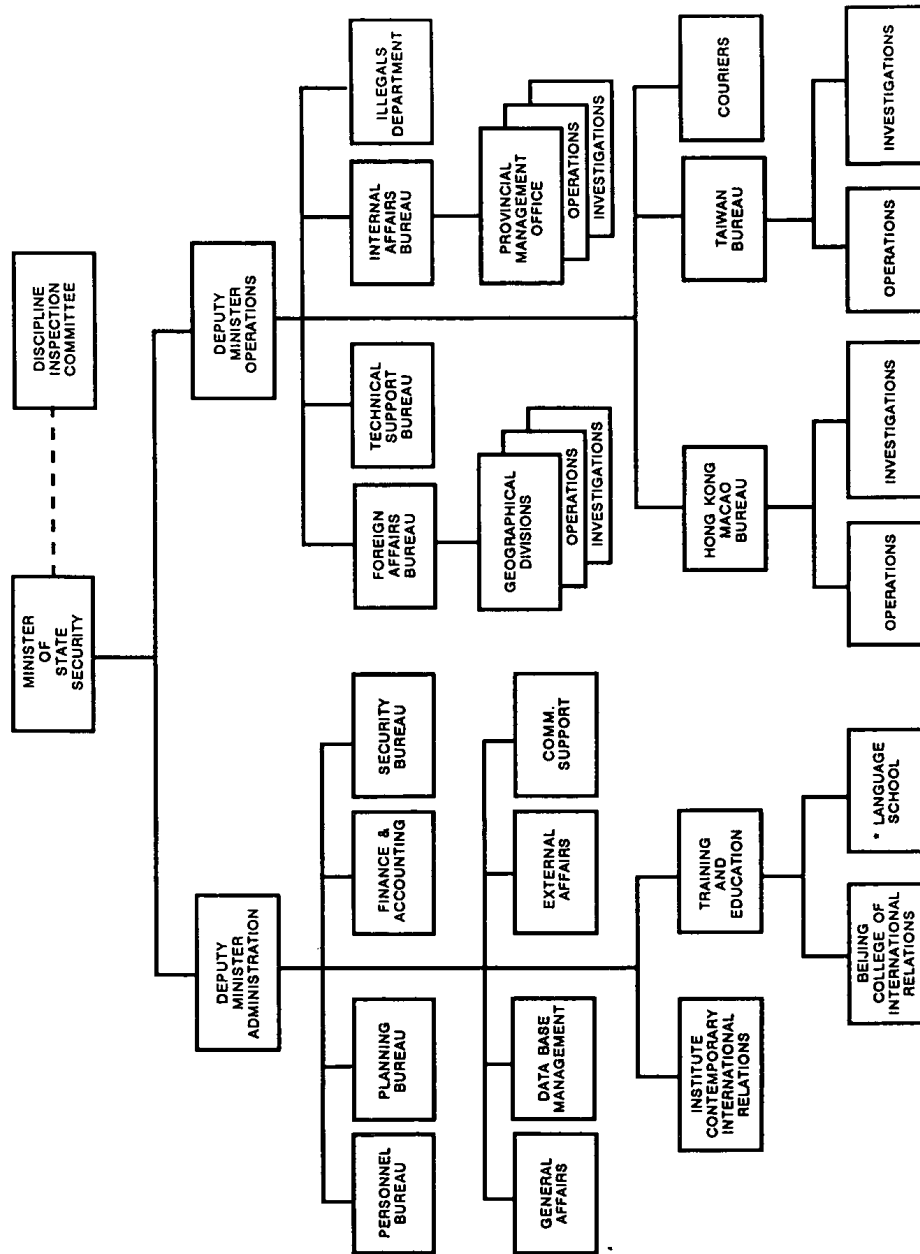 MINISTER
OF
STATE
SECURITY
DISCIPLINE
INSPECTION
COMMITTEE
DEPUTY
MINISTER
ADMINISTRATION
DEPUTY
MINISTER
OPERATIONS
PERSONNEL
BUREAU
PLANNING
BUREAU
FINANCE &
ACCOUNTING
SECURITY
BUREAU
GENERAL
AFFAIRS
DATA BASE
MANAGEMENT
EXTERNAL
AFFAIRS
COMM.
SUPPORT
INSTITUTE
CONTEMPORARY
INTERNATIONAL
RELATIONS
TRAINING
AND
EDUCATION
BEIJING
COLLEGE OF
INTERNATIONAL
RELATIONS
* LANGUAGE
SCHOOL
FOREIGN
AFFAIRS
BUREAU
TECHNICAL
SUPPORT
BUREAU
INTERNAL
AFFAIRS
BUREAU
ILLEGALS
DEPARTMENT
GEOGRAPHICAL
DIVISIONS
OPERATIONS
INVESTIGATIONS
PROVINCIAL
MANAGEMENT
OFFICE
OPERATIONS
INVESTIGATIONS
HONG KONG
MACAO
BUREAU
TAIWAN
BUREAU
COURIERS
OPERATIONS
INVESTIGATIONS
OPERATIONS
INVESTIGATIONS